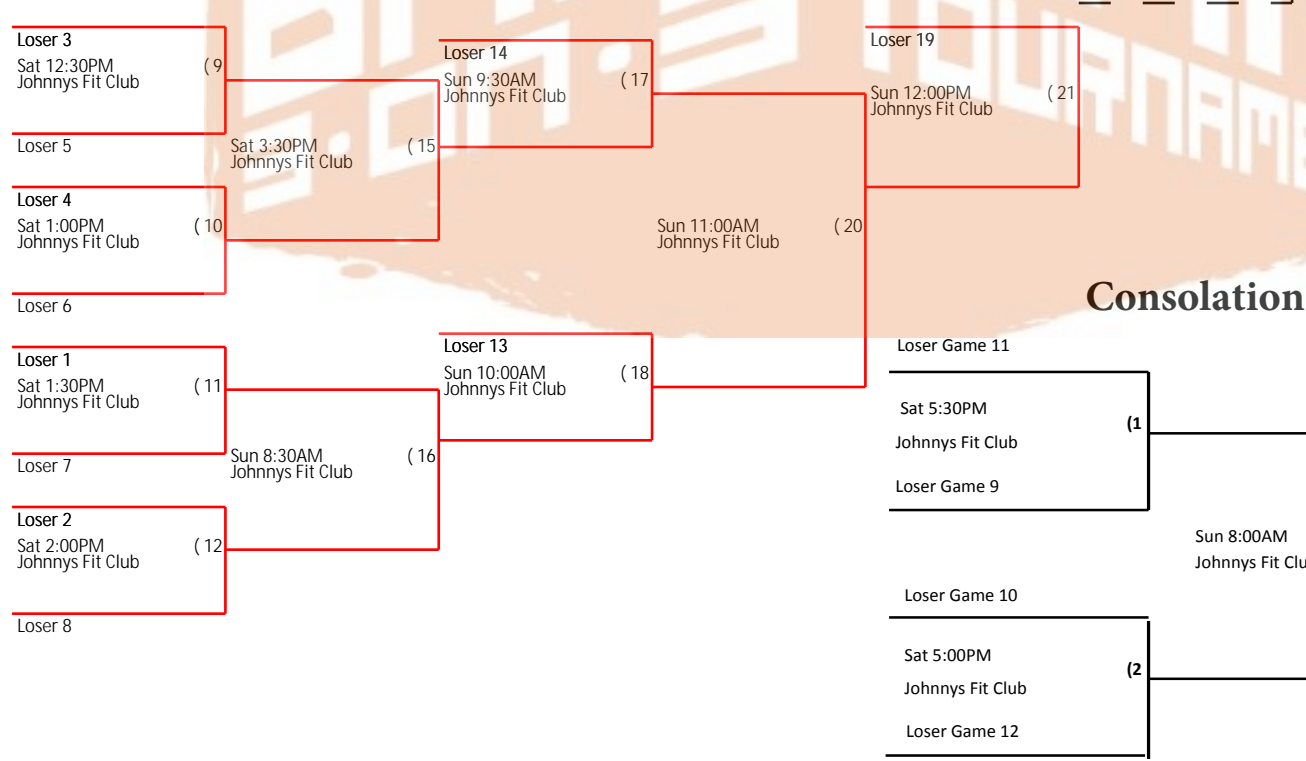 Loser 3
Sat 12:30PM
Johnnys Fit Club
( 9
Loser 5
Sat 3:30PM
Johnnys Fit Club
( 15
Loser 4
Sat 1:00PM
Johnnys Fit Club
( 10
Loser 6
Loser 1
Sat 1:30PM
Johnnys Fit Club
( 11
Loser 7
Sun 8:30AM
Johnnys Fit Club
( 16
Loser 2
Sat 2:00PM
Johnnys Fit Club
( 12
Loser 8
Loser 14
Sun 9:30AM
Johnnys Fit Club
( 17
Sun 11:00AM
Johnnys Fit Club
( 20
Loser 13
Sun 10:00AM
Johnnys Fit Club
( 18
Loser 19
Sun 12:00PM
Johnnys Fit Club
( 21
Consolation
Loser Game 11
Sat 5:30PM
Johnnys Fit Club
(1
Loser Game 9
Sun 8:00AM
Johnnys Fit Clu
Loser Game 10
Sat 5:00PM
Johnnys Fit Club
(2
Loser Game 12